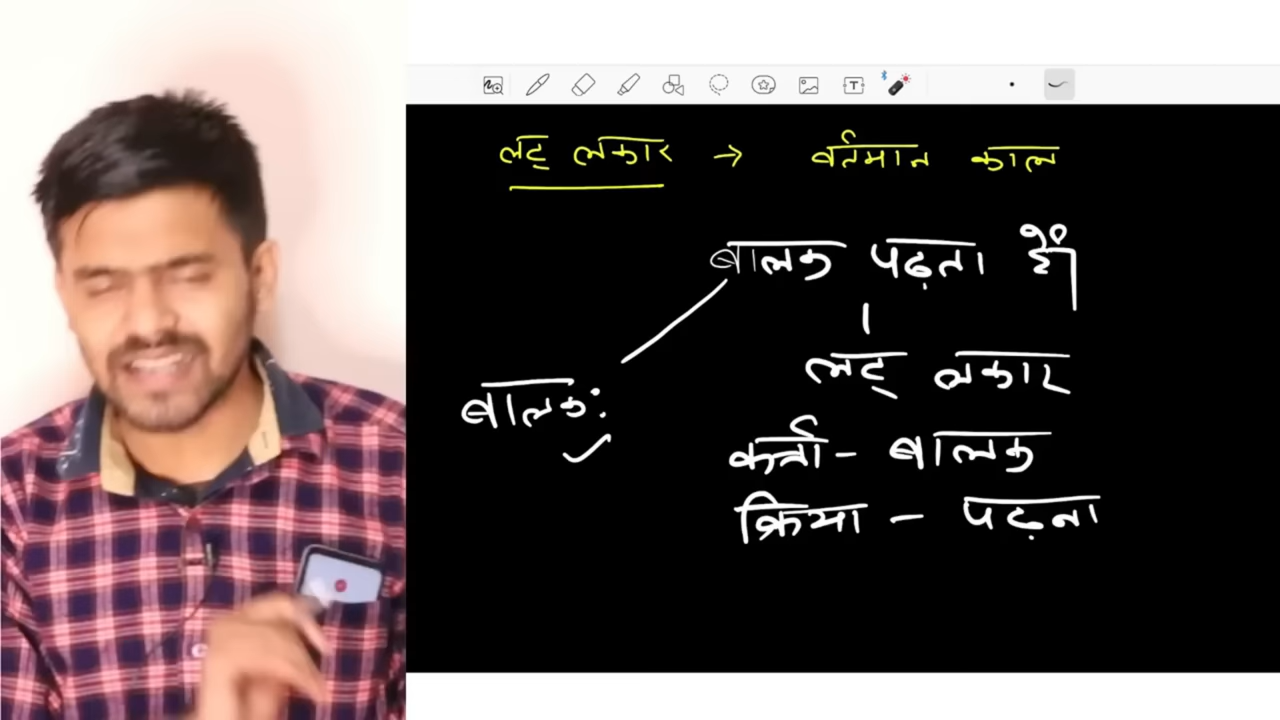 लट् लकार → वर्तमान काल
बालक पढ़ता है।
लट् लकार
बालकः
कर्ता - बालक
क्रिया - पढ़ना